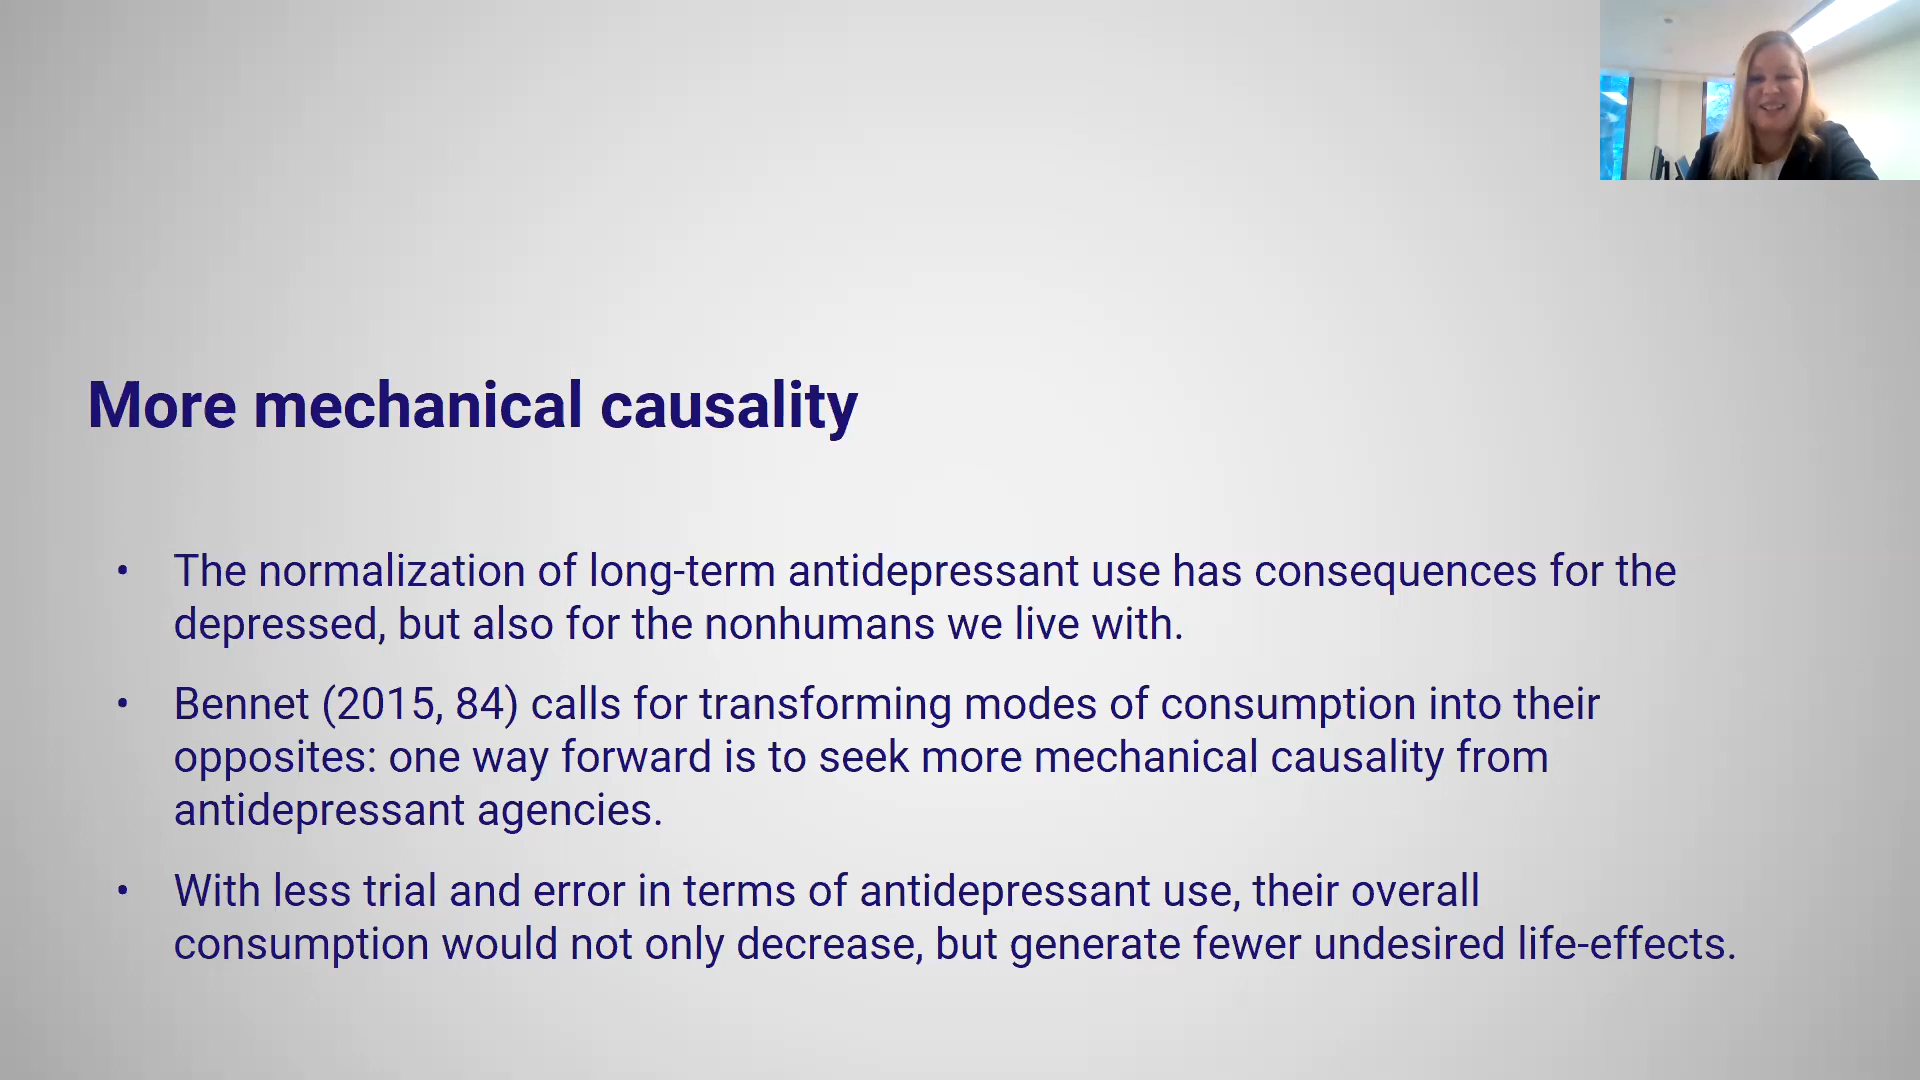 More mechanical causality
• The normalization of long-term antidepressant use has consequences for the
depressed, but also for the nonhumans we live with.
• Bennet (2015, 84) calls for transforming modes of consumption into their
opposites: one way forward is to seek more mechanical causality from
antidepressant agencies.
• With less trial and error in terms of antidepressant use, their overall
consumption would not only decrease, but generate fewer undesired life-effects.